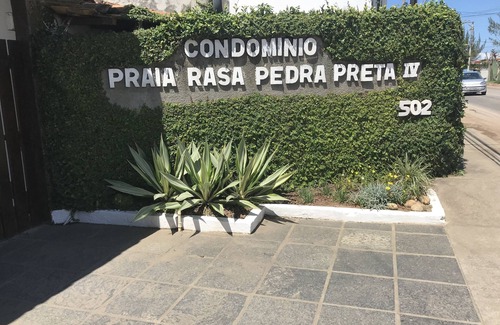 CONDOMINIO
PRAIA RASA PEDRA PRETA IV
502